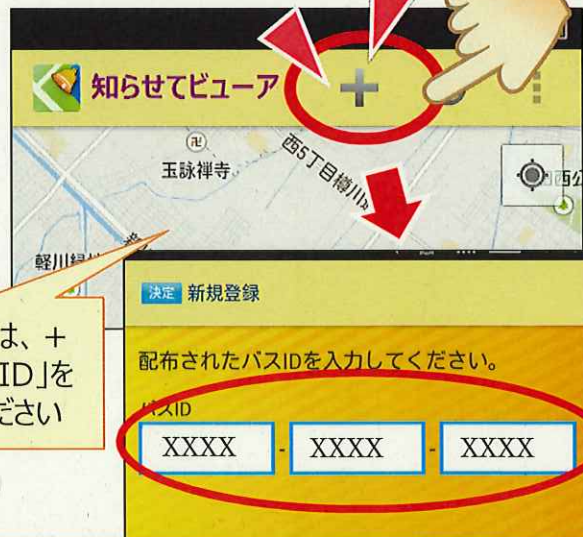 知らせてビューア
卍
玉詠禅寺
西5丁目樽川
西公
軽川緑
決定 新規登録
は、+
ID」を
ださい
配布されたバスIDを入力してください。
バスID
XXXX - XXXX - XXXX